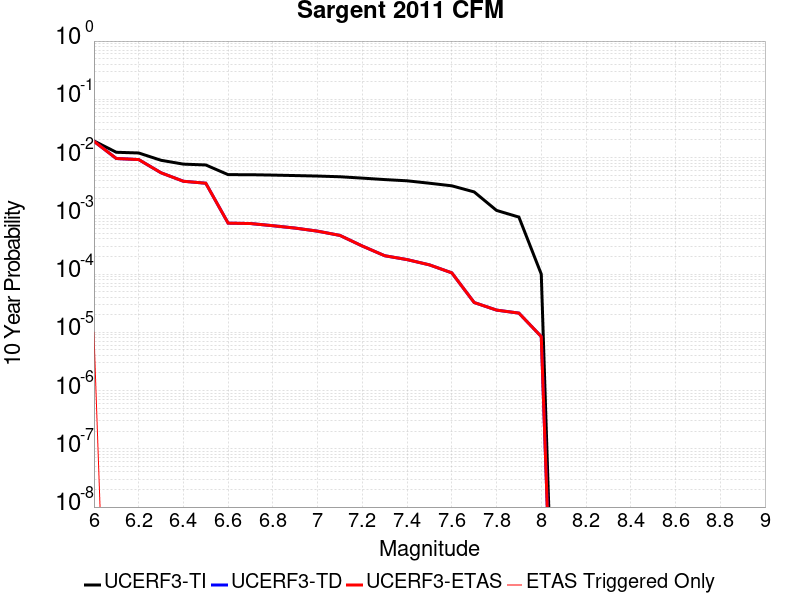 Sargent 2011 CFM
10 0
10 -1
10 -2
10 -3
10 -4
10 -5
10 -6
10 -7
10 -8
10 Year Probability
6 6.2 6.4 6.6 6.8 7 7.2 7.4 7.6 7.8 8 8.2 8.4 8.6 8.8 9
Magnitude
UCERF3-TI UCERF3-TD UCERF3-ETAS ETAS Triggered Only